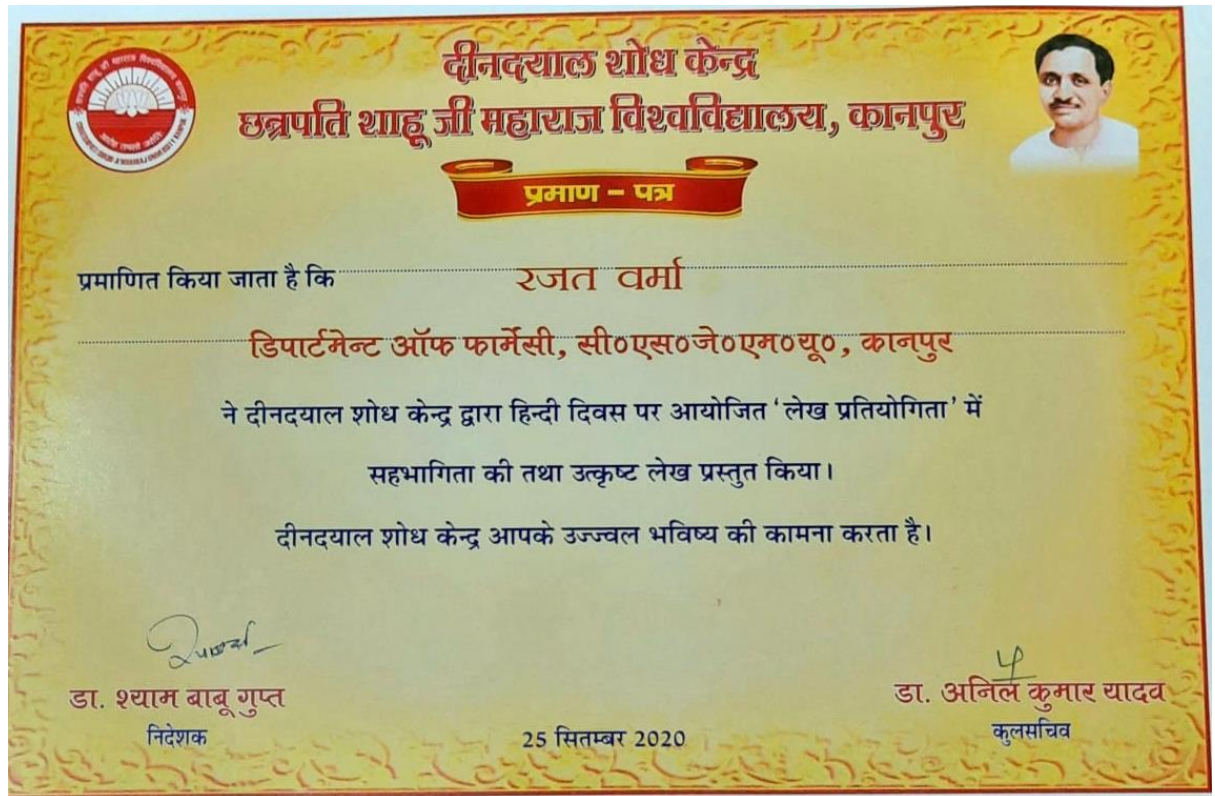 दीनदयाल शोध केन्द्र
छत्रपति शाहू जी महाराज विश्वविद्यालय, कानपुर
प्रमाण – पत्र
प्रमाणित किया जाता है कि रजत वर्मा
डिपार्टमेन्ट ऑफ फार्मेसी, सी०एस०जे०एम०यू०, कानपुर
ने दीनदयाल शोध केन्द्र द्वारा हिन्दी दिवस पर आयोजित ‘लेख प्रतियोगिता’ में
सहभागिता की तथा उत्कृष्ट लेख प्रस्तुत किया।
दीनदयाल शोध केन्द्र आपके उज्ज्वल भविष्य की कामना करता है।
डा. श्याम बाबू गुप्त
निदेशक
25 सितम्बर 2020
डा. अनिल कुमार यादव
कुलसचिव